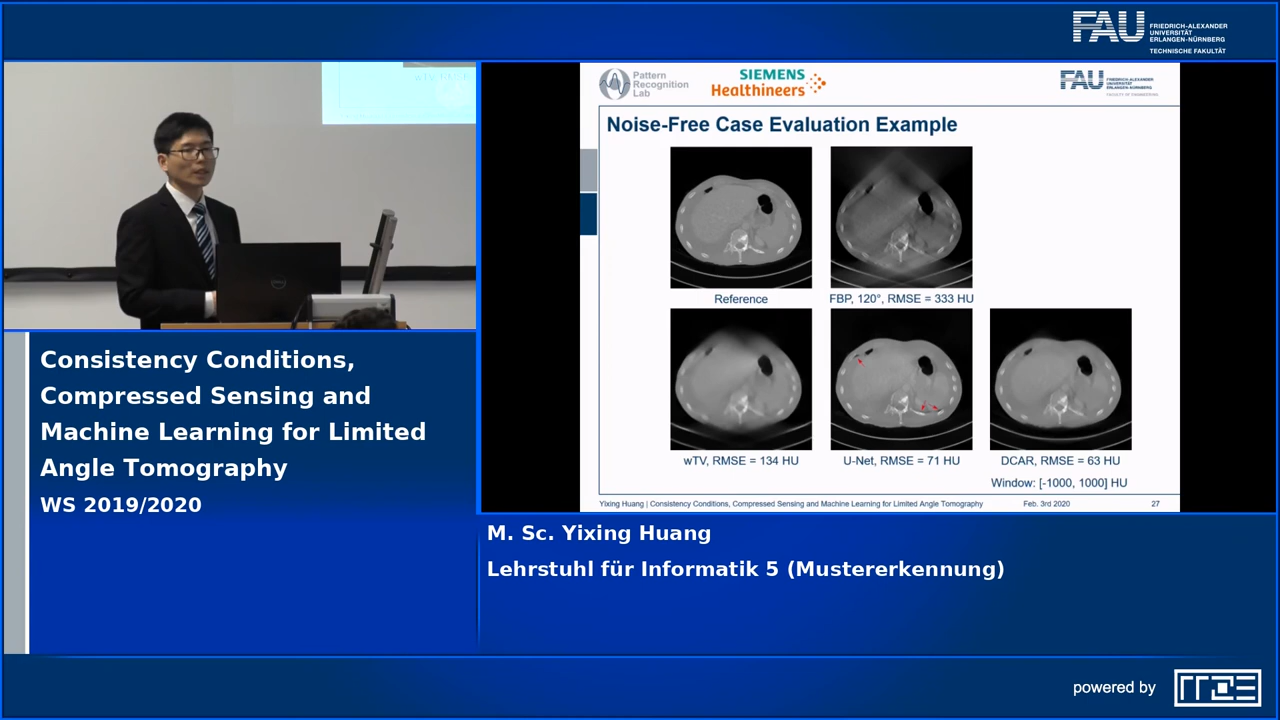 FAU
FRIEDRICH-ALEXANDER
UNIVERSITÄT
ERLANGEN-NÜRNBERG
TECHNISCHE FAKULTÄT
Pattern
Recognition
Lab
SIEMENS
Healthineers
FAU
FRIEDRICH-ALEXANDER
UNIVERSITÄT
ERLANGEN-NÜRNBERG
FACULTY OF ENGINEERING
Noise-Free Case Evaluation Example
Reference
FBP, 120°, RMSE = 333 HU
wTV, RMSE = 134 HU
U-Net, RMSE = 71 HU
DCAR, RMSE = 63 HU
Window: [-1000, 1000] HU
Yixing Huang | Consistency Conditions, Compressed Sensing and Machine Learning for Limited Angle Tomography
Feb. 3rd 2020
27
Consistency Conditions,
Compressed Sensing and
Machine Learning for Limited
Angle Tomography
WS 2019/2020
M. Sc. Yixing Huang
Lehrstuhl für Informatik 5 (Mustererkennung)
powered by